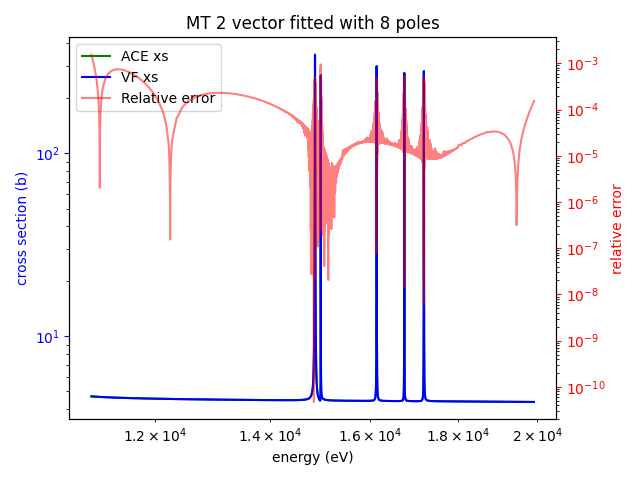 MT 2 vector fitted with 8 poles
ACE xs
VF xs
Relative error
cross section (b)
10²
10¹
relative error
10⁻³
10⁻⁴
10⁻⁵
10⁻⁶
10⁻⁷
10⁻⁸
10⁻⁹
10⁻¹⁰
1.2 × 10⁴
1.4 × 10⁴
1.6 × 10⁴
1.8 × 10⁴
2 × 10⁴
energy (eV)